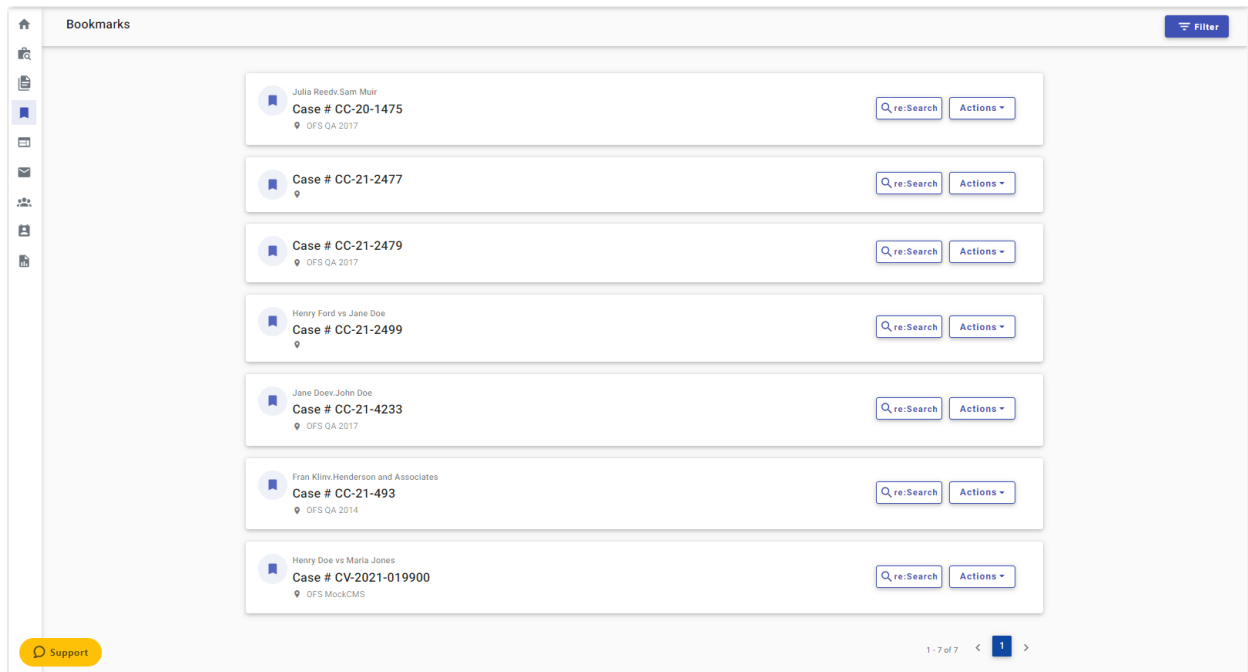 Bookmarks
Filter
Julia Reedv.Sam Muir
Case # CC-20-1475
OFS QA 2017
re:Search
Actions
Case # CC-21-2477
re:Search
Actions
Case # CC-21-2479
OFS QA 2017
re:Search
Actions
Henry Ford vs Jane Doe
Case # CC-21-2499
re:Search
Actions
Jane Doev.John Doe
Case # CC-21-4233
OFS QA 2017
re:Search
Actions
Fran Klinv.Henderson and Associates
Case # CC-21-493
OFS QA 2014
re:Search
Actions
Henry Doe vs Maria Jones
Case # CV-2021-019900
OFS MockCMS
re:Search
Actions
Support
1 - 7 of 7
1